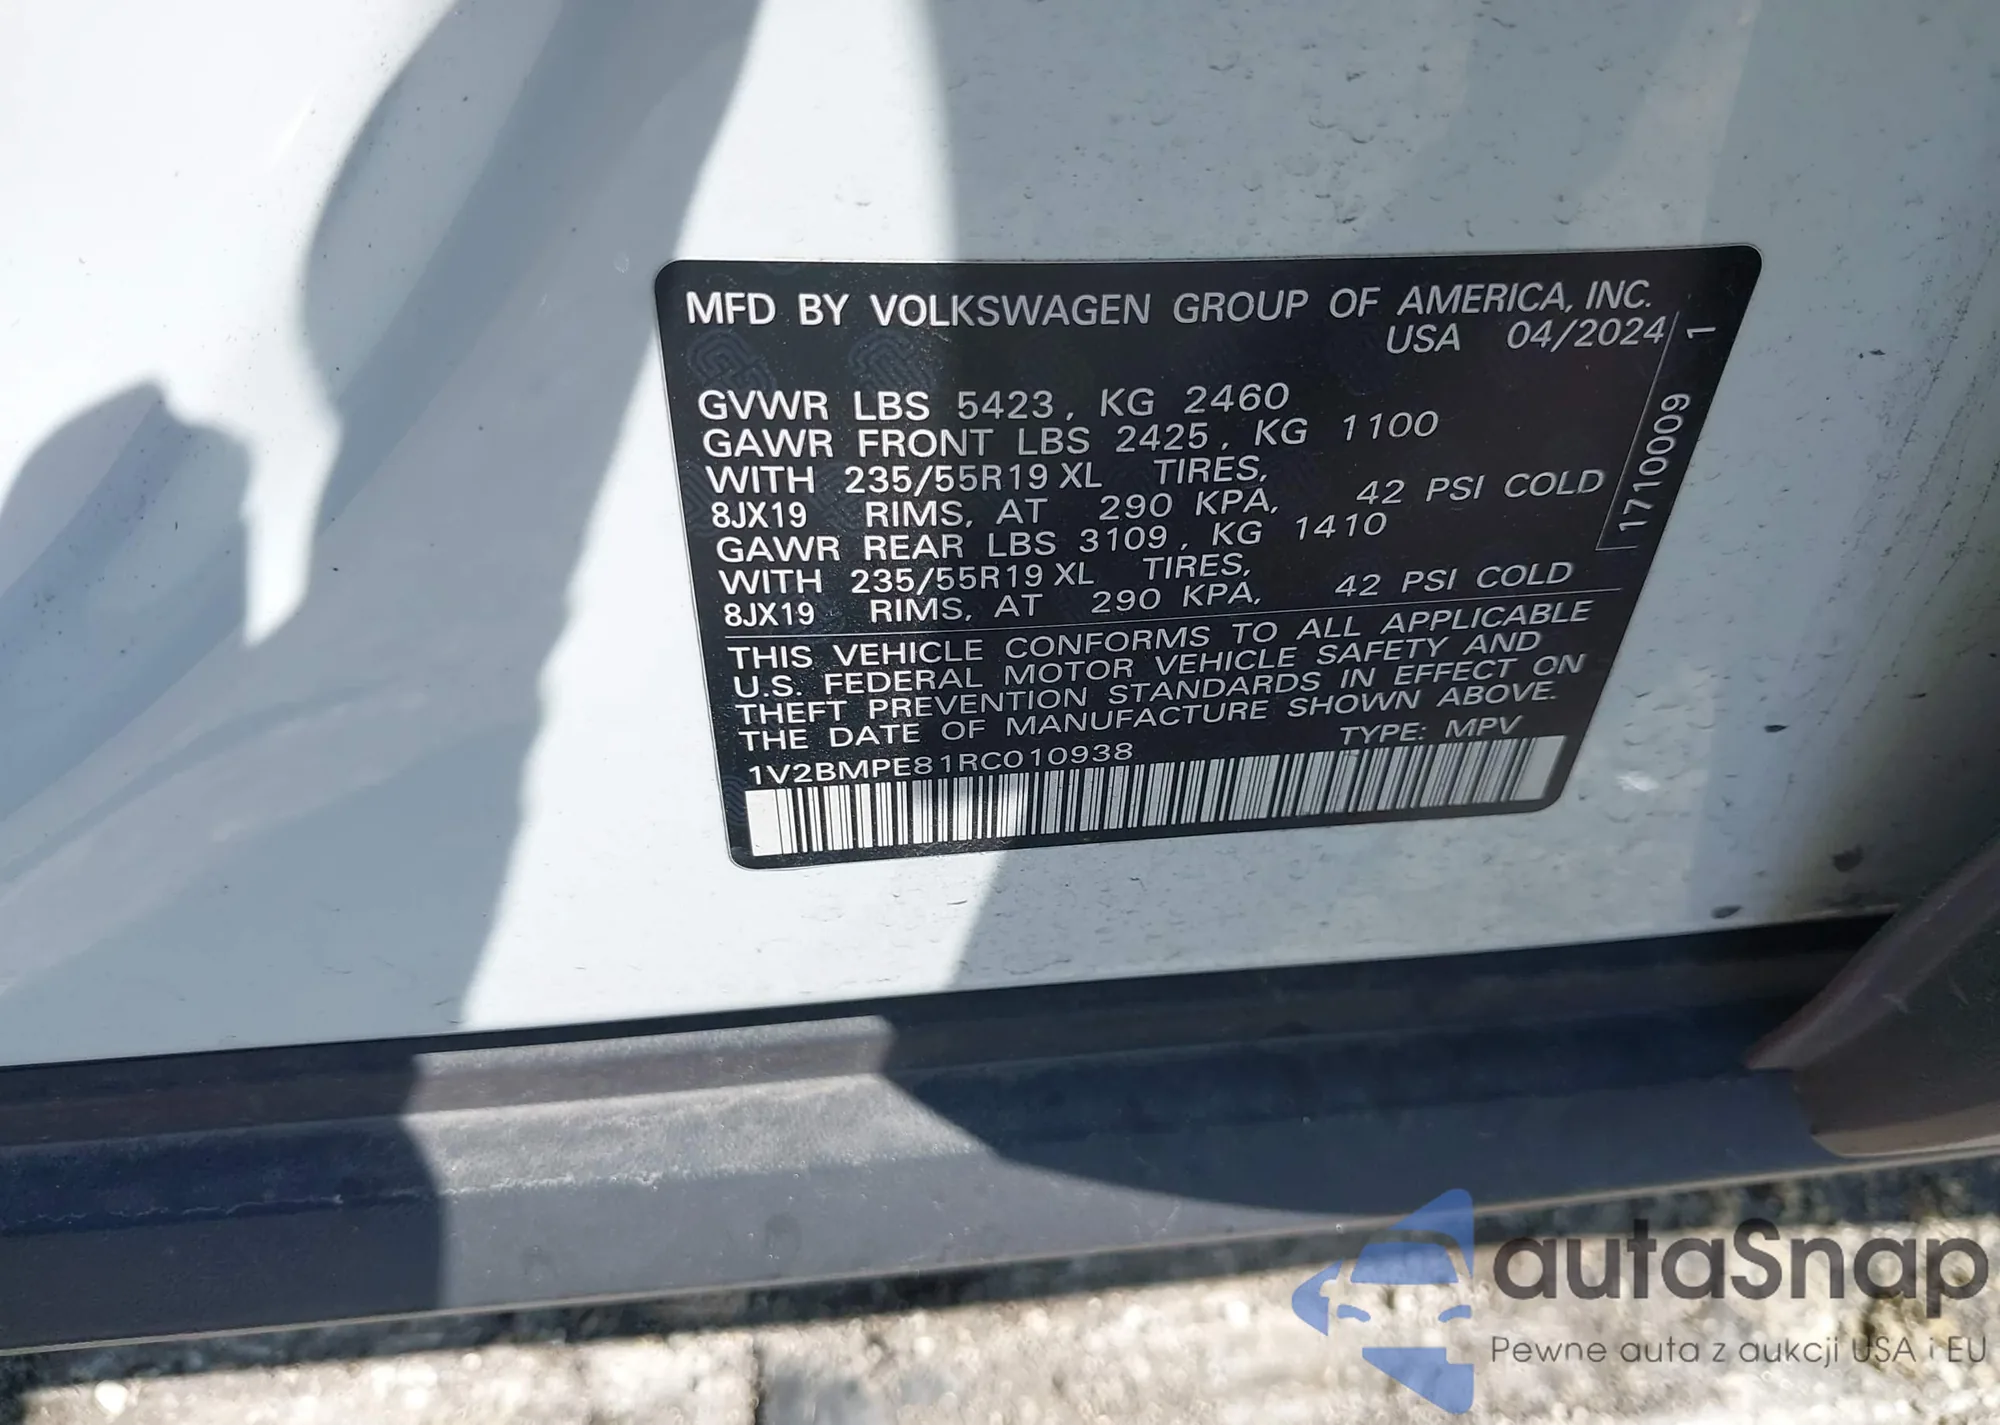 MFD BY VOLKSWAGEN GROUP OF AMERICA, INC.
USA 04/2024
GVWR LBS 5423, KG 2460
GAWR FRONT LBS 2425, KG 1100
WITH 235/55R19 XL TIRES,
8JX19 RIMS, AT 290 KPA, 42 PSI COLD
GAWR REAR LBS 3109, KG 1410
WITH 235/55R19 XL TIRES,
8JX19 RIMS, AT 290 KPA, 42 PSI COLD
THIS VEHICLE CONFORMS TO ALL APPLICABLE
U.S. FEDERAL MOTOR VEHICLE SAFETY AND
THEFT PREVENTION STANDARDS IN EFFECT ON
THE DATE OF MANUFACTURE SHOWN ABOVE.
1V2BMPE81RC010938 TYPE: MPV
1710009 1
autaSnap
Pewne auta z aukcji USA i EU